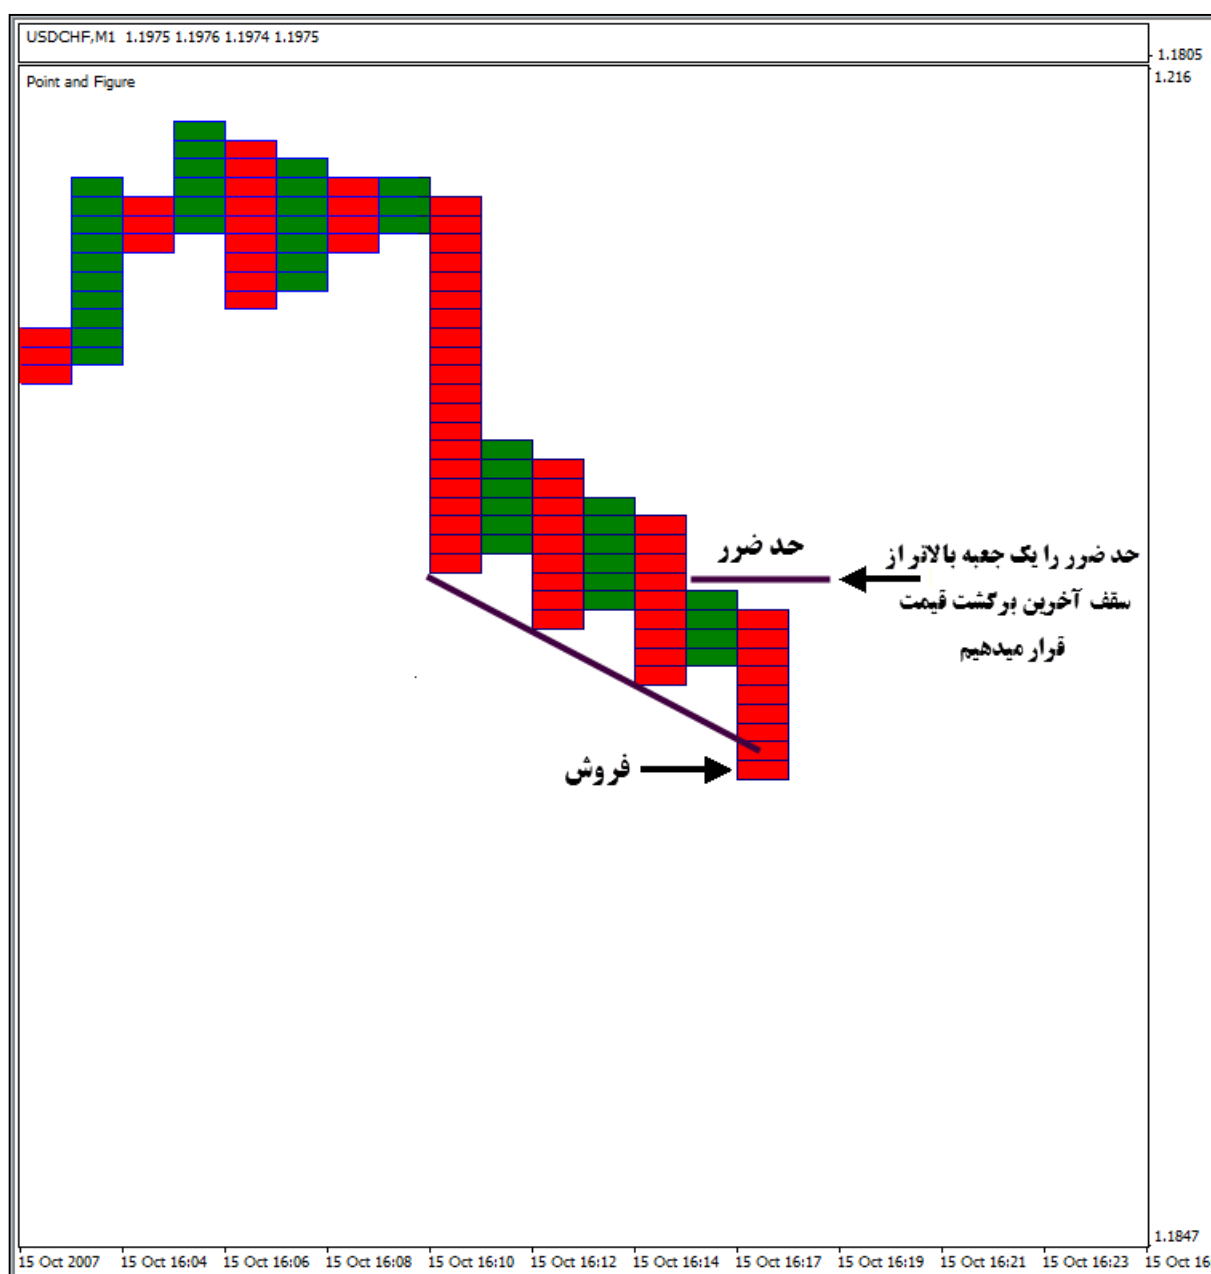 USDCHF,M1 1.1975 1.1976 1.1974 1.1975
1.1805
1.216
Point and Figure
حد ضرر
حد ضرر را یک جعبه بالاتر از
سقف آخرین برگشت قیمت
قرار میدهیم
فروش
1.1847
15 Oct 2007 15 Oct 16:04 15 Oct 16:06 15 Oct 16:08 15 Oct 16:10 15 Oct 16:12 15 Oct 16:14 15 Oct 16:17 15 Oct 16:19 15 Oct 16:21 15 Oct 16:23 15 Oct 16